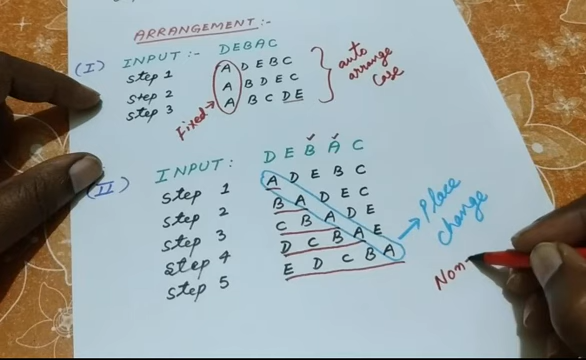 ARRANGEMENT:-
(I) INPUT:- DEBAC
Step 1 A D E B C
Step 2 A B D E C
Step 3 A B C D E
Fixed
auto arrange case
(II) INPUT: D E B A C
Step 1 A D E B C
Step 2 B A D E C
Step 3 C B A D E
Step 4 D C B A E
Step 5 E D C B A
Place change
Non-